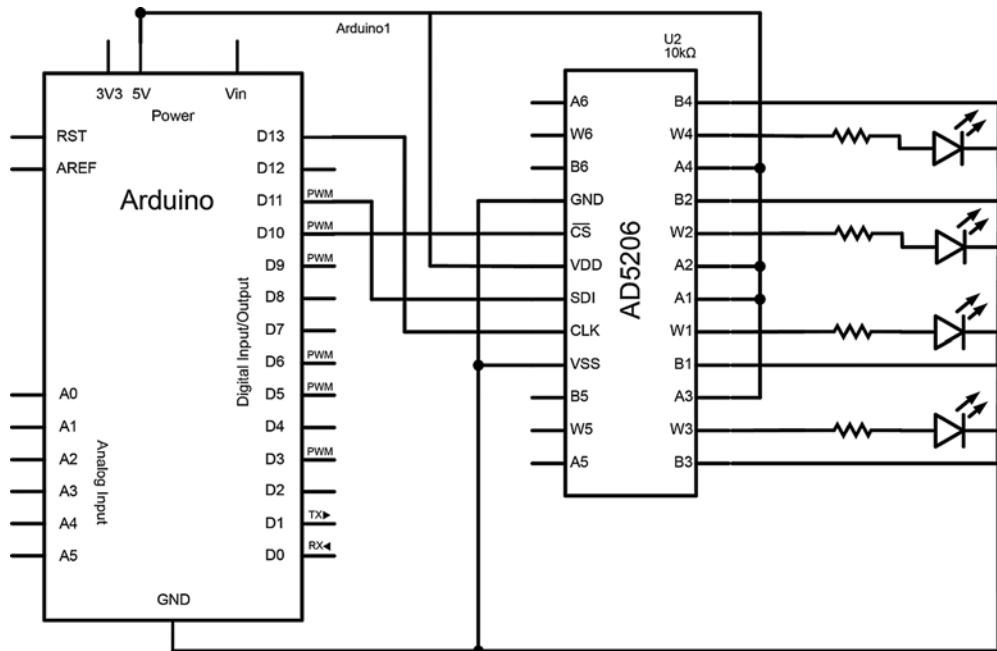 Arduino1
3V3 5V Vin
Power
RST
AREF
Arduino
D13
D12
D11 PWM
D10 PWM
D9 PWM
D8
D7
D6 PWM
D5 PWM
D4
D3 PWM
D2
D1 TX▶
D0 RX◀
Digital Input/Output
A0
A1
A2
A3
A4
A5
Analog Input
GND
U2
10kΩ
A6
W6
B6
GND
C̅S̅
VDD
SDI
CLK
VSS
B5
W5
A5
AD5206
B4
W4
A4
B2
W2
A2
A1
W1
B1
A3
W3
B3